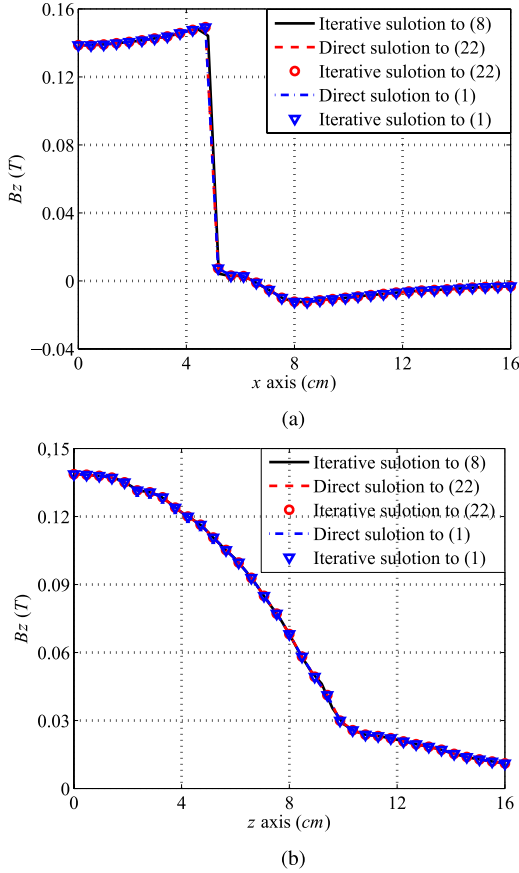 0.16
0.12
0.08
0.04
0
−0.04
Bz (T)
Iterative sulotion to (8)
Direct sulotion to (22)
Iterative sulotion to (22)
Direct sulotion to (1)
Iterative sulotion to (1)
0 4 8 12 16
x axis (cm)
(a)
0.15
0.12
0.09
0.06
0.03
0
Bz (T)
Iterative sulotion to (8)
Direct sulotion to (22)
Iterative sulotion to (22)
Direct sulotion to (1)
Iterative sulotion to (1)
0 4 8 12 16
z axis (cm)
(b)